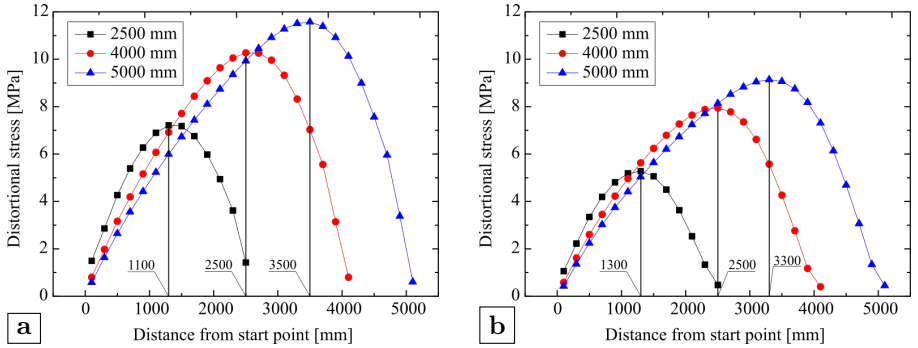 12
10
8
6
4
2
0
Distortional stress [MPa]
2500 mm
4000 mm
5000 mm
1100
2500
3500
0 1000 2000 3000 4000 5000
Distance from start point [mm]
a
12
10
8
6
4
2
0
Distortional stress [MPa]
2500 mm
4000 mm
5000 mm
1300
2500
3300
0 1000 2000 3000 4000 5000
Distance from start point [mm]
b